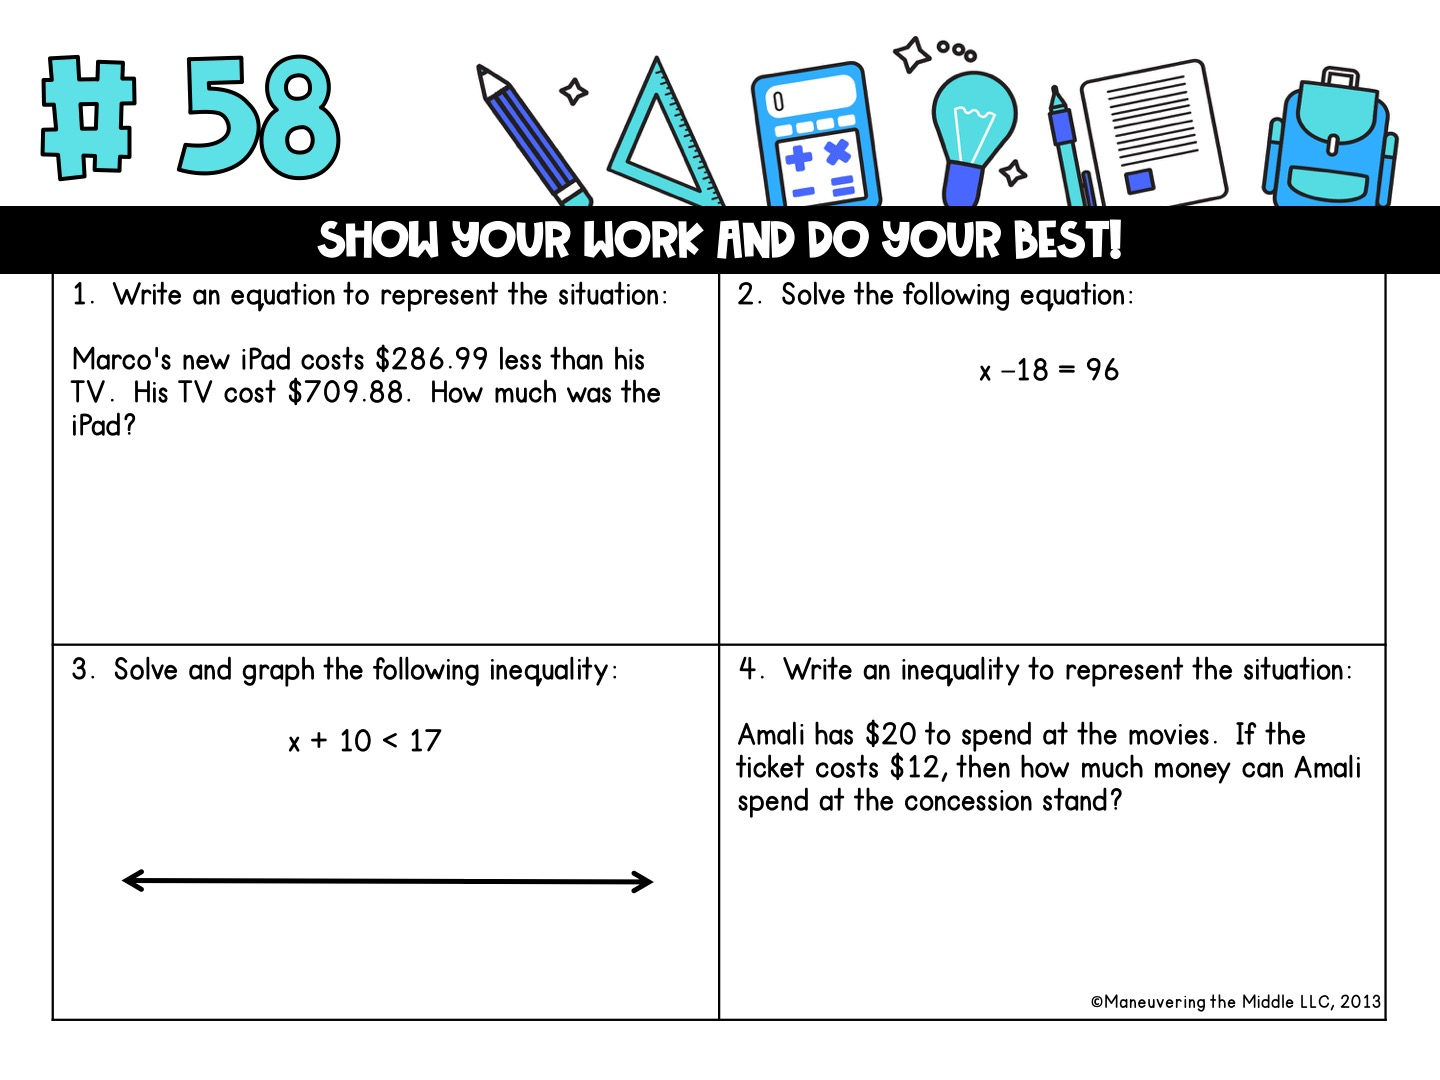 # 58
SHOW YOUR WORK AND DO YOUR BEST!
1. Write an equation to represent the situation:
Marco's new iPad costs $286.99 less than his
TV. His TV cost $709.88. How much was the
iPad?
2. Solve the following equation:
x –18 = 96
3. Solve and graph the following inequality:
x + 10 < 17
4. Write an inequality to represent the situation:
Amali has $20 to spend at the movies. If the
ticket costs $12, then how much money can Amali
spend at the concession stand?
©Maneuvering the Middle LLC, 2013